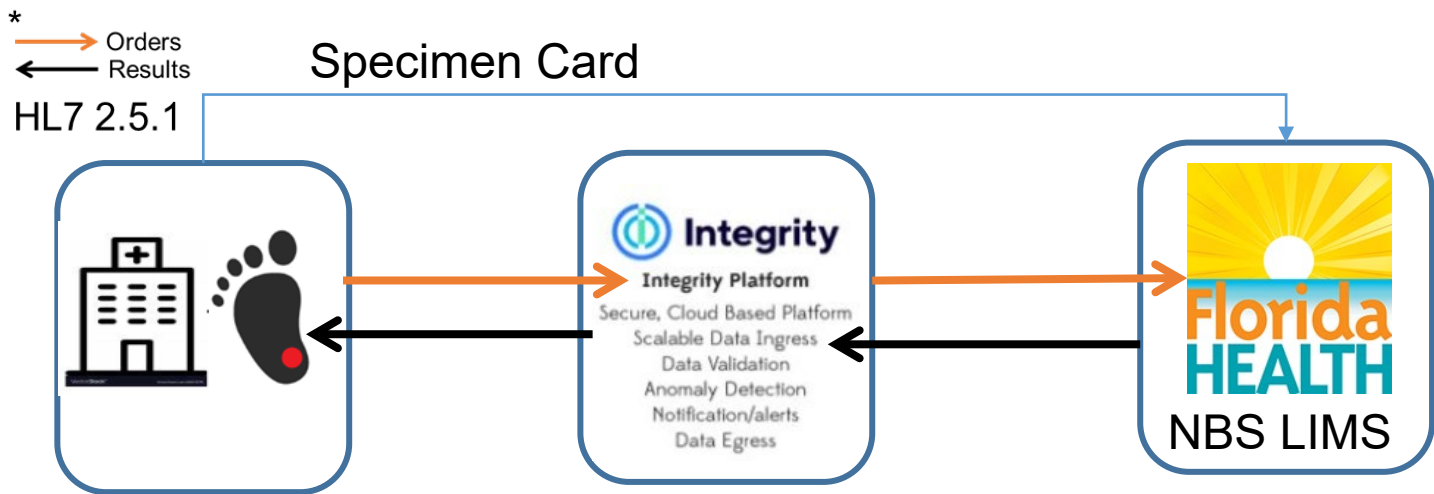 *
Orders
Results
HL7 2.5.1
Specimen Card
Integrity
Integrity Platform
Secure, Cloud Based Platform
Scalable Data Ingress
Data Validation
Anomaly Detection
Notification/alerts
Data Egress
Florida
HEALTH
NBS LIMS